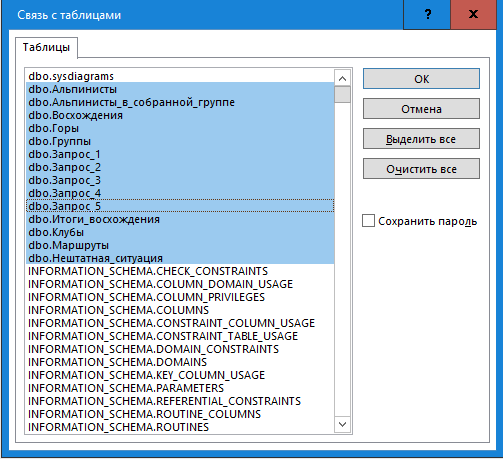 Связь с таблицами
?
x
Таблицы
dbo.sysdiagrams
dbo.Альпинисты
dbo.Альпинисты_в_собранной_группе
dbo.Восхождения
dbo.Горы
dbo.Группы
dbo.Запрос_1
dbo.Запрос_2
dbo.Запрос_3
dbo.Запрос_4
dbo.Запрос_5
dbo.Итоги_восхождения
dbo.Клубы
dbo.Маршруты
dbo.Нештатная_ситуация
INFORMATION_SCHEMA.CHECK_CONSTRAINTS
INFORMATION_SCHEMA.COLUMN_DOMAIN_USAGE
INFORMATION_SCHEMA.COLUMN_PRIVILEGES
INFORMATION_SCHEMA.COLUMNS
INFORMATION_SCHEMA.CONSTRAINT_COLUMN_USAGE
INFORMATION_SCHEMA.CONSTRAINT_TABLE_USAGE
INFORMATION_SCHEMA.DOMAIN_CONSTRAINTS
INFORMATION_SCHEMA.DOMAINS
INFORMATION_SCHEMA.KEY_COLUMN_USAGE
INFORMATION_SCHEMA.PARAMETERS
INFORMATION_SCHEMA.REFERENTIAL_CONSTRAINTS
INFORMATION_SCHEMA.ROUTINE_COLUMNS
INFORMATION_SCHEMA.ROUTINES
ОК
Отмена
Выделить все
Очистить все
Сохранить пароль